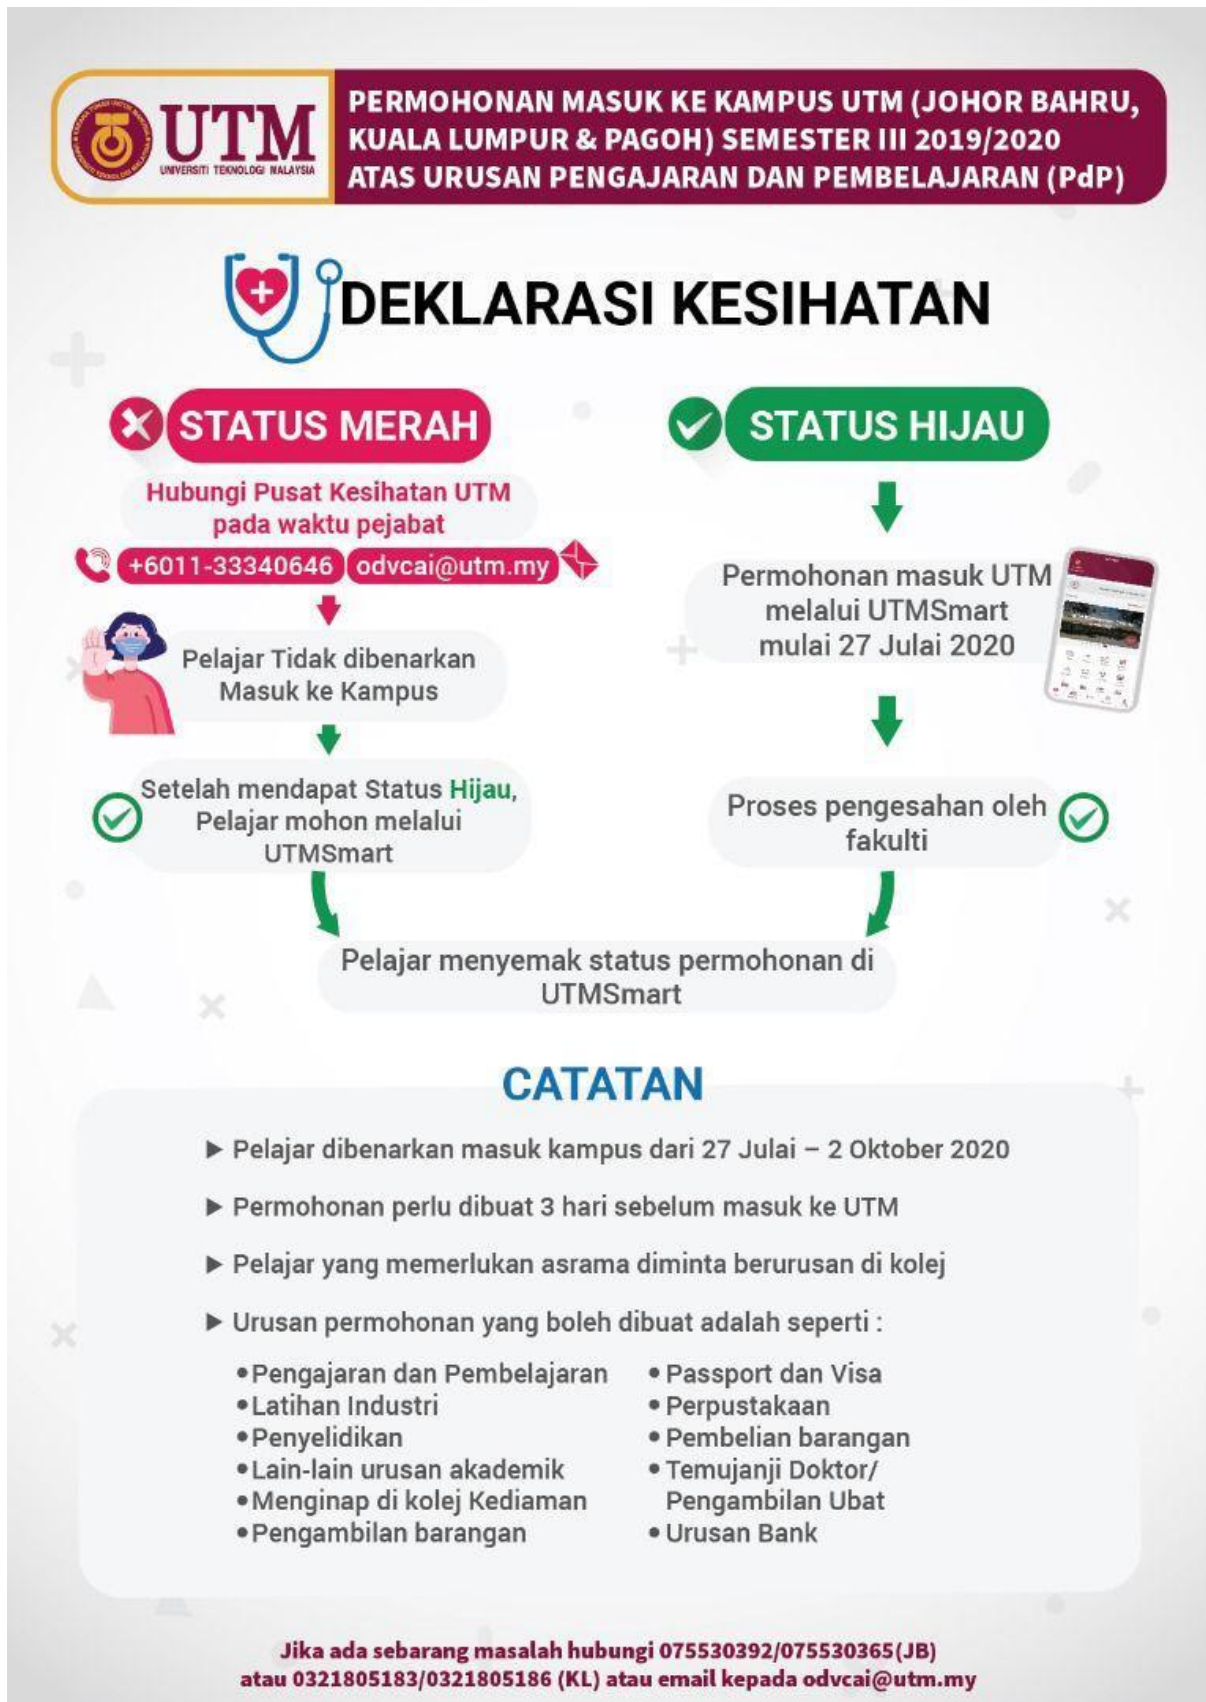 UTM
UNIVERSITI TEKNOLOGI MALAYSIA
PERMOHONAN MASUK KE KAMPUS UTM (JOHOR BAHRU,
KUALA LUMPUR & PAGOH) SEMESTER III 2019/2020
ATAS URUSAN PENGAJARAN DAN PEMBELAJARAN (PdP)
DEKLARASI KESIHATAN
STATUS MERAH
Hubungi Pusat Kesihatan UTM
pada waktu pejabat
+6011-33340646 odvcai@utm.my
Pelajar Tidak dibenarkan
Masuk ke Kampus
Setelah mendapat Status Hijau,
Pelajar mohon melalui
UTMSmart
STATUS HIJAU
Permohonan masuk UTM
melalui UTMSmart
mulai 27 Julai 2020
Proses pengesahan oleh
fakulti
Pelajar menyemak status permohonan di
UTMSmart
CATATAN
▶ Pelajar dibenarkan masuk kampus dari 27 Julai – 2 Oktober 2020
▶ Permohonan perlu dibuat 3 hari sebelum masuk ke UTM
▶ Pelajar yang memerlukan asrama diminta berurusan di kolej
▶ Urusan permohonan yang boleh dibuat adalah seperti :
• Pengajaran dan Pembelajaran
• Latihan Industri
• Penyelidikan
• Lain-lain urusan akademik
• Menginap di kolej Kediaman
• Pengambilan barangan
• Passport dan Visa
• Perpustakaan
• Pembelian barangan
• Temujanji Doktor/
Pengambilan Ubat
• Urusan Bank
Jika ada sebarang masalah hubungi 075530392/075530365(JB)
atau 0321805183/0321805186 (KL) atau email kepada odvcai@utm.my